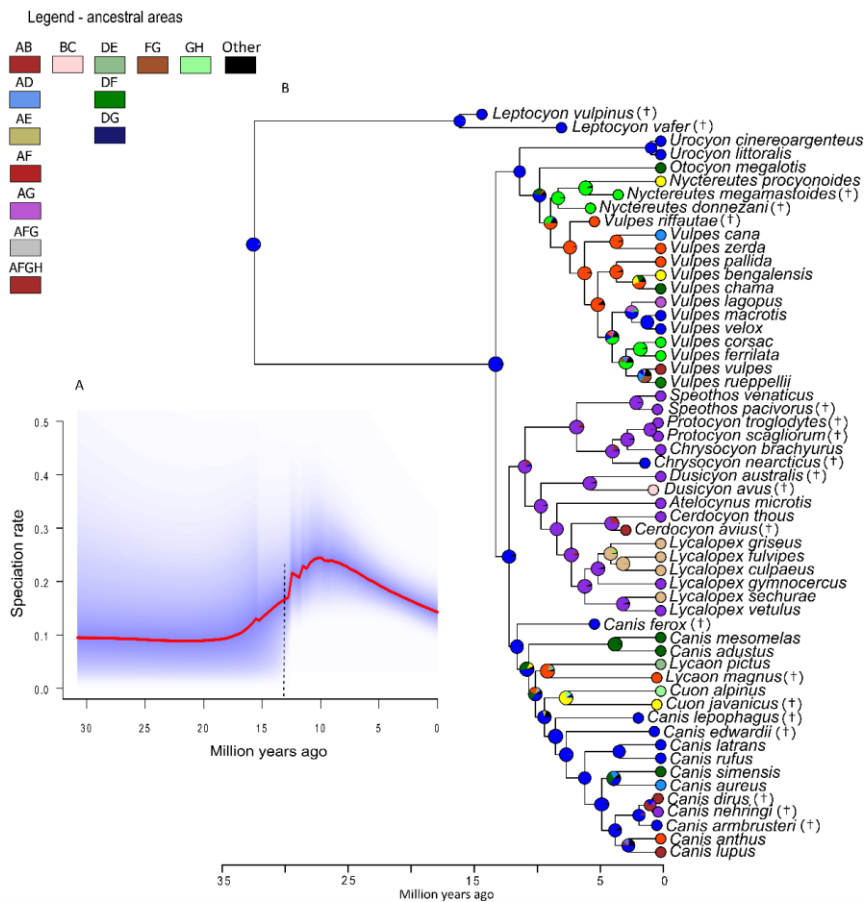 Legend - ancestral areas
AB BC DE FG GH Other
AD DF
AE DG
AF
AG
AFG
AFGH
B
Leptocyon vulpinus (†)
Leptocyon vafer (†)
Urocyon cinereoargenteus
Urocyon littoralis
Otocyon megalotis
Nyctereutes procyonoides
Nyctereutes megamastoides (†)
Nyctereutes donnezani (†)
Vulpes riffautae (†)
Vulpes cana
Vulpes zerda
Vulpes pallida
Vulpes bengalensis
Vulpes chama
Vulpes lagopus
Vulpes macrotis
Vulpes velox
Vulpes corsac
Vulpes ferrilata
Vulpes vulpes
Vulpes rueppellii
Speothos venaticus
Speothos pacivorus (†)
Protocyon troglodytes (†)
Protocyon scagliorum (†)
Chrysocyon brachyurus
Chrysocyon nearcticus (†)
Dusicyon australis (†)
Dusicyon avus (†)
Atelocynus microtis
Cerdocyon thous
Cerdocyon avius (†)
Lycalopex griseus
Lycalopex fulvipes
Lycalopex culpaeus
Lycalopex gymnocercus
Lycalopex sechurae
Lycalopex vetulus
Canis ferox (†)
Canis mesomelas
Canis adustus
Lycaon pictus
Lycaon magnus (†)
Cuon alpinus
Cuon javanicus (†)
Canis lepophagus (†)
Canis edwardii (†)
Canis latrans
Canis rufus
Canis simensis
Canis aureus
Canis dirus (†)
Canis nehringi (†)
Canis armbrusteri (†)
Canis anthus
Canis lupus
35 25 15 5 0
Million years ago
A
Speciation rate
0.5
0.4
0.3
0.2
0.1
0.0
30 20 15 10 0
Million years ago